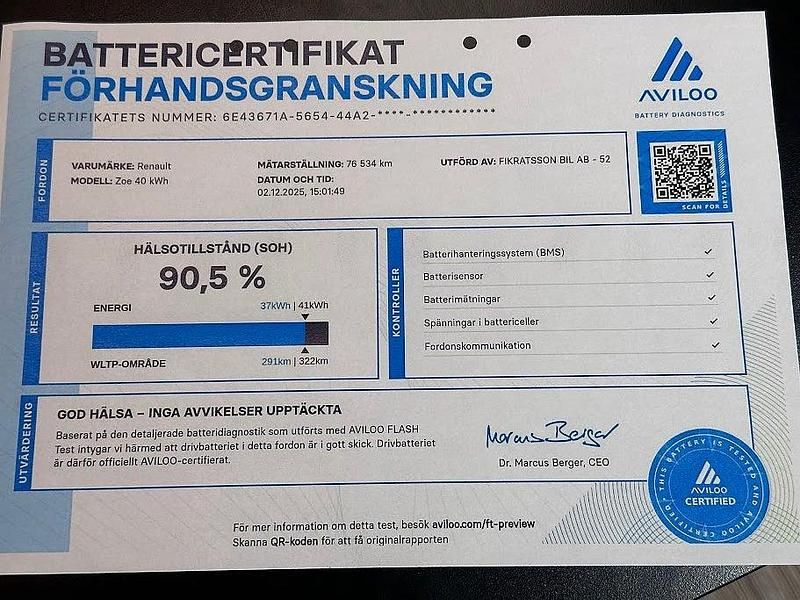 BATTERICERTIFIKAT
FÖRHANDSGRANSKNING
CERTIFIKATETS NUMMER: 6E43671A-5654-44A2-****-************
AVILOO
BATTERY DIAGNOSTICS
FORDON
VARUMÄRKE: Renault
MODELL: Zoe 40 kWh
MÄTARSTÄLLNING: 76 534 km
DATUM OCH TID:
02.12.2025, 15:01:49
UTFÖRD AV: FIKRATSSON BIL AB - 52
SCAN FOR DETAILS
RESULTAT
HÄLSOTILLSTÅND (SOH)
90,5 %
ENERGI
37kWh | 41kWh
WLTP-OMRÅDE
291km | 322km
KONTROLLER
Batterihanteringssystem (BMS) ✓
Batterisensor ✓
Batterimätningar ✓
Spänningar i battericeller ✓
Fordonskommunikation ✓
UTVÄRDERING
GOD HÄLSA – INGA AVVIKELSER UPPTÄCKTA
Baserat på den detaljerade batteridiagnostik som utförts med AVILOO FLASH
Test intygar vi härmed att drivbatteriet i detta fordon är i gott skick. Drivbatteriet
är därför officiellt AVILOO-certifierat.
Marcus Berger
Dr. Marcus Berger, CEO
THIS BATTERY IS TESTED AND AVILOO CERTIFIED
AVILOO
CERTIFIED
För mer information om detta test, besök aviloo.com/ft-preview
Skanna QR-koden för att få originalrapporten